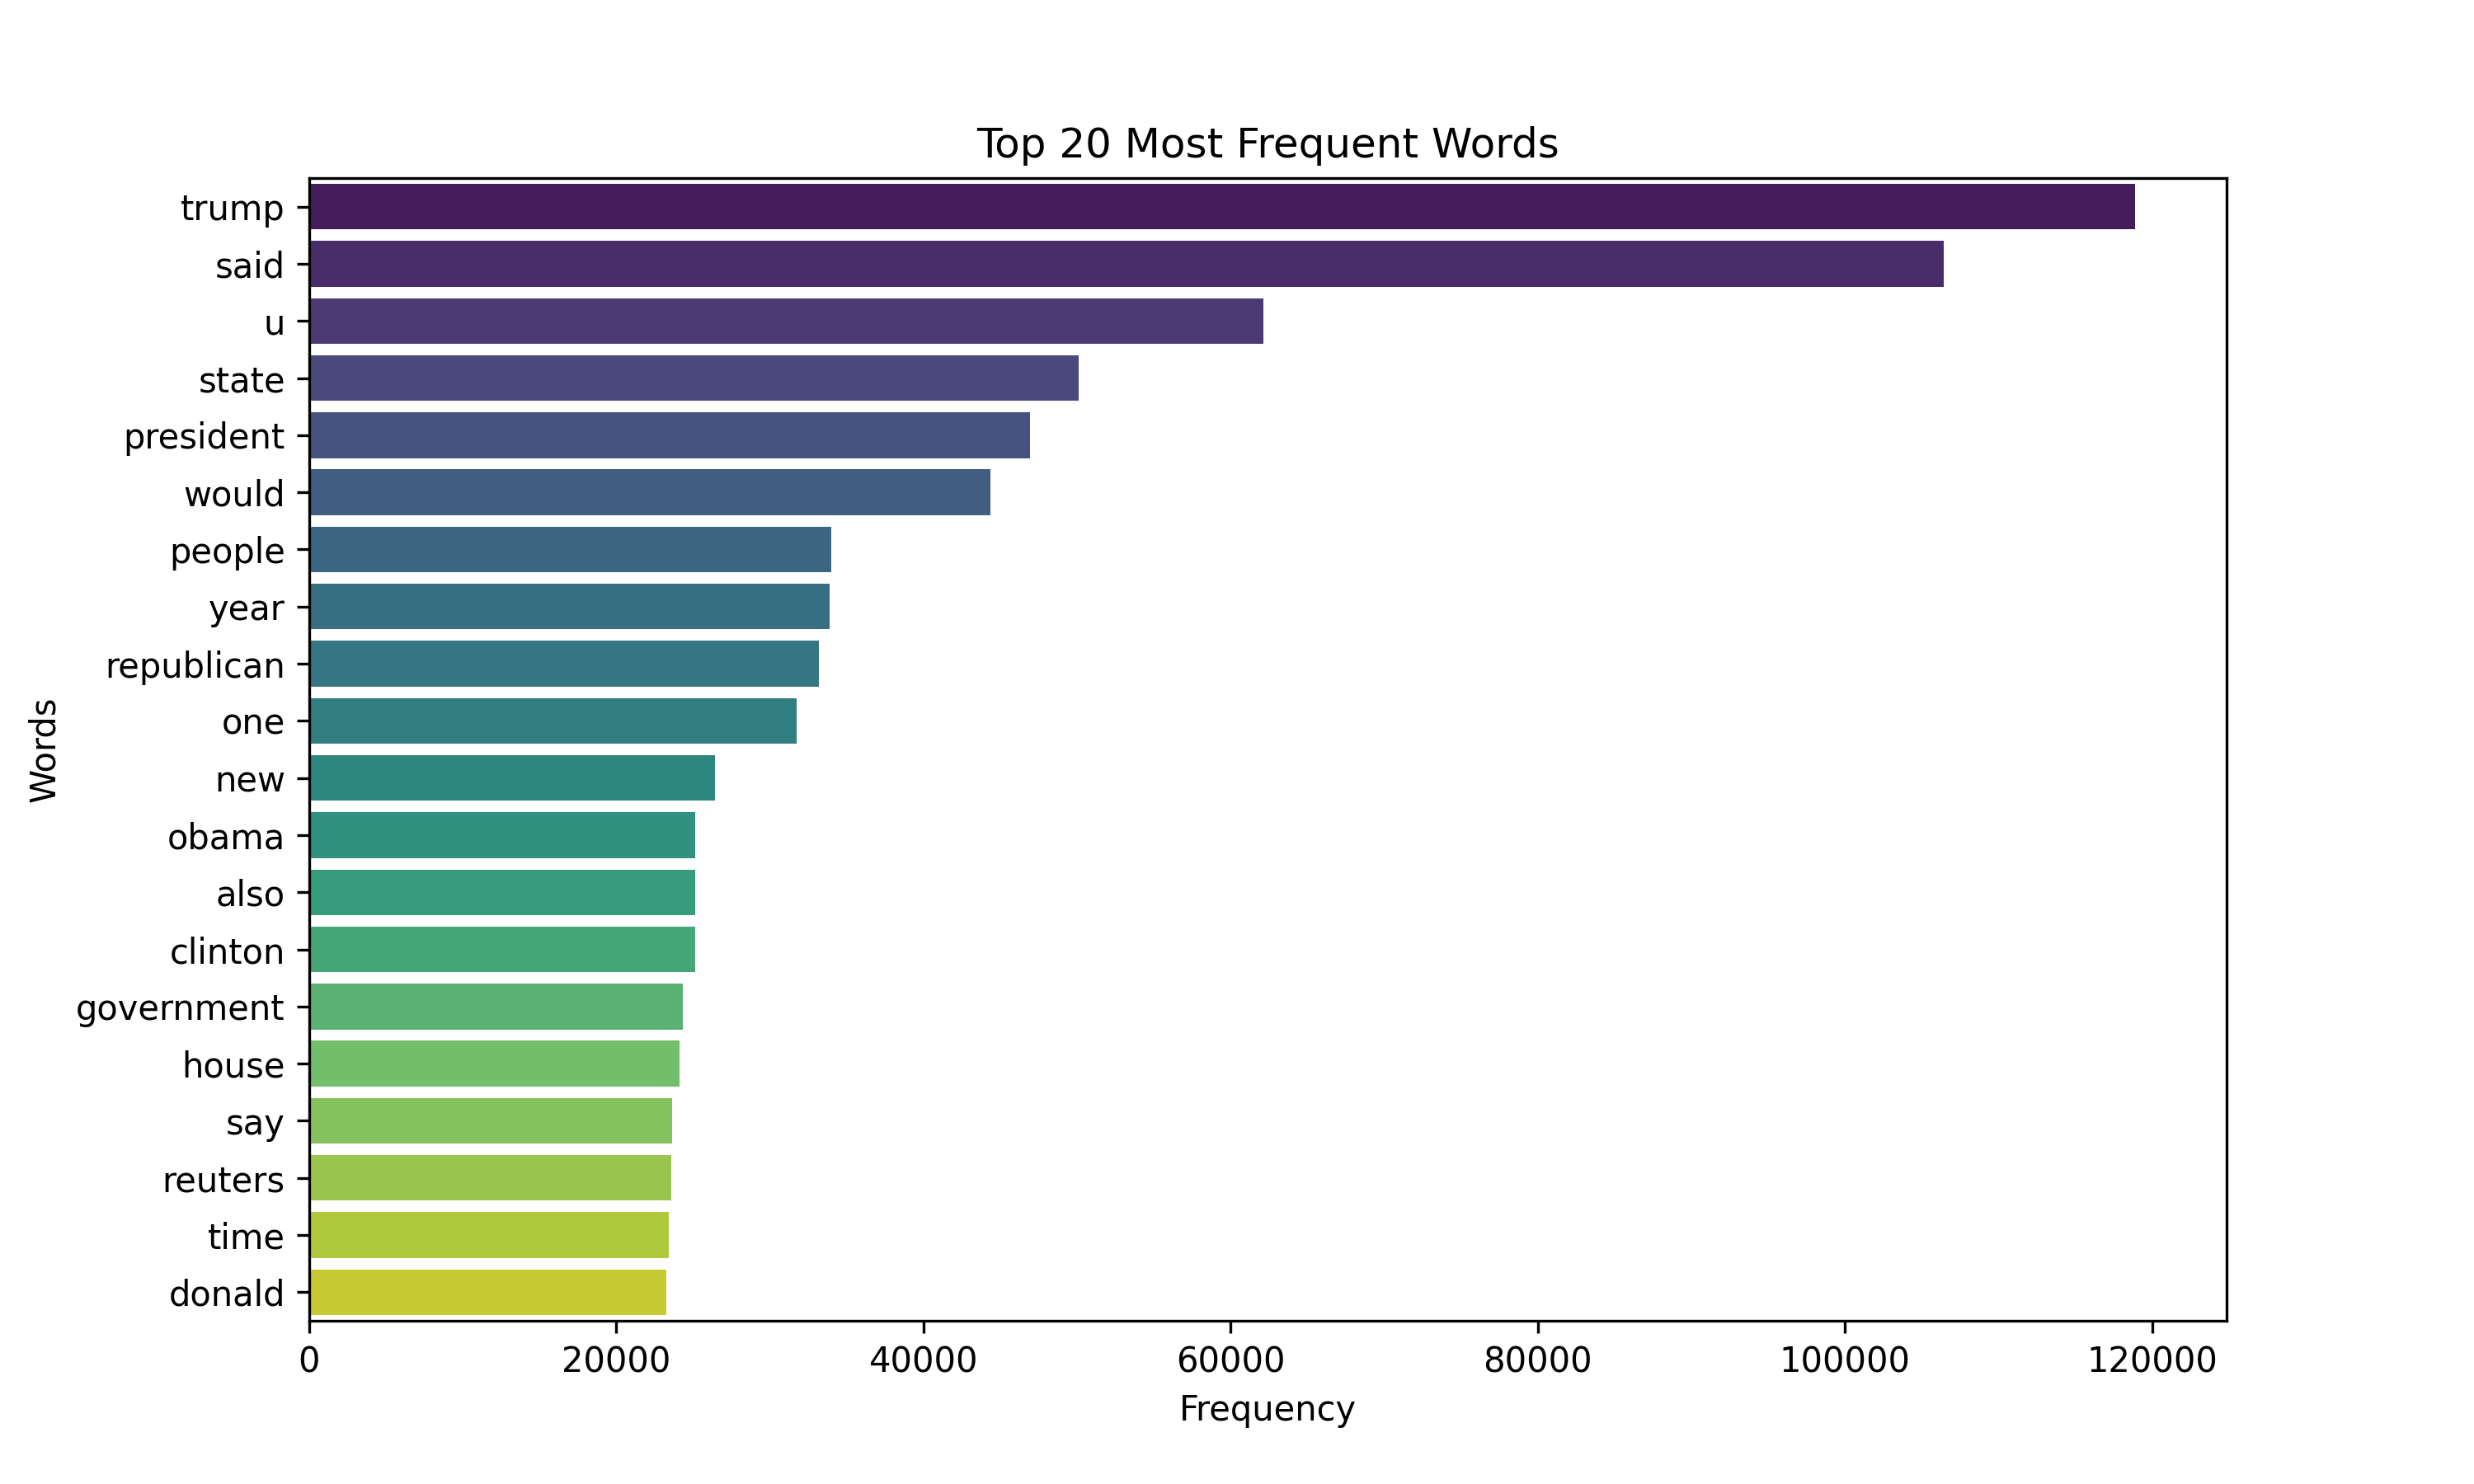 Top 20 Most Frequent Words
trump
said
u
state
president
would
people
year
republican
one
new
obama
also
clinton
government
house
say
reuters
time
donald
Words
0 20000 40000 60000 80000 100000 120000
Frequency